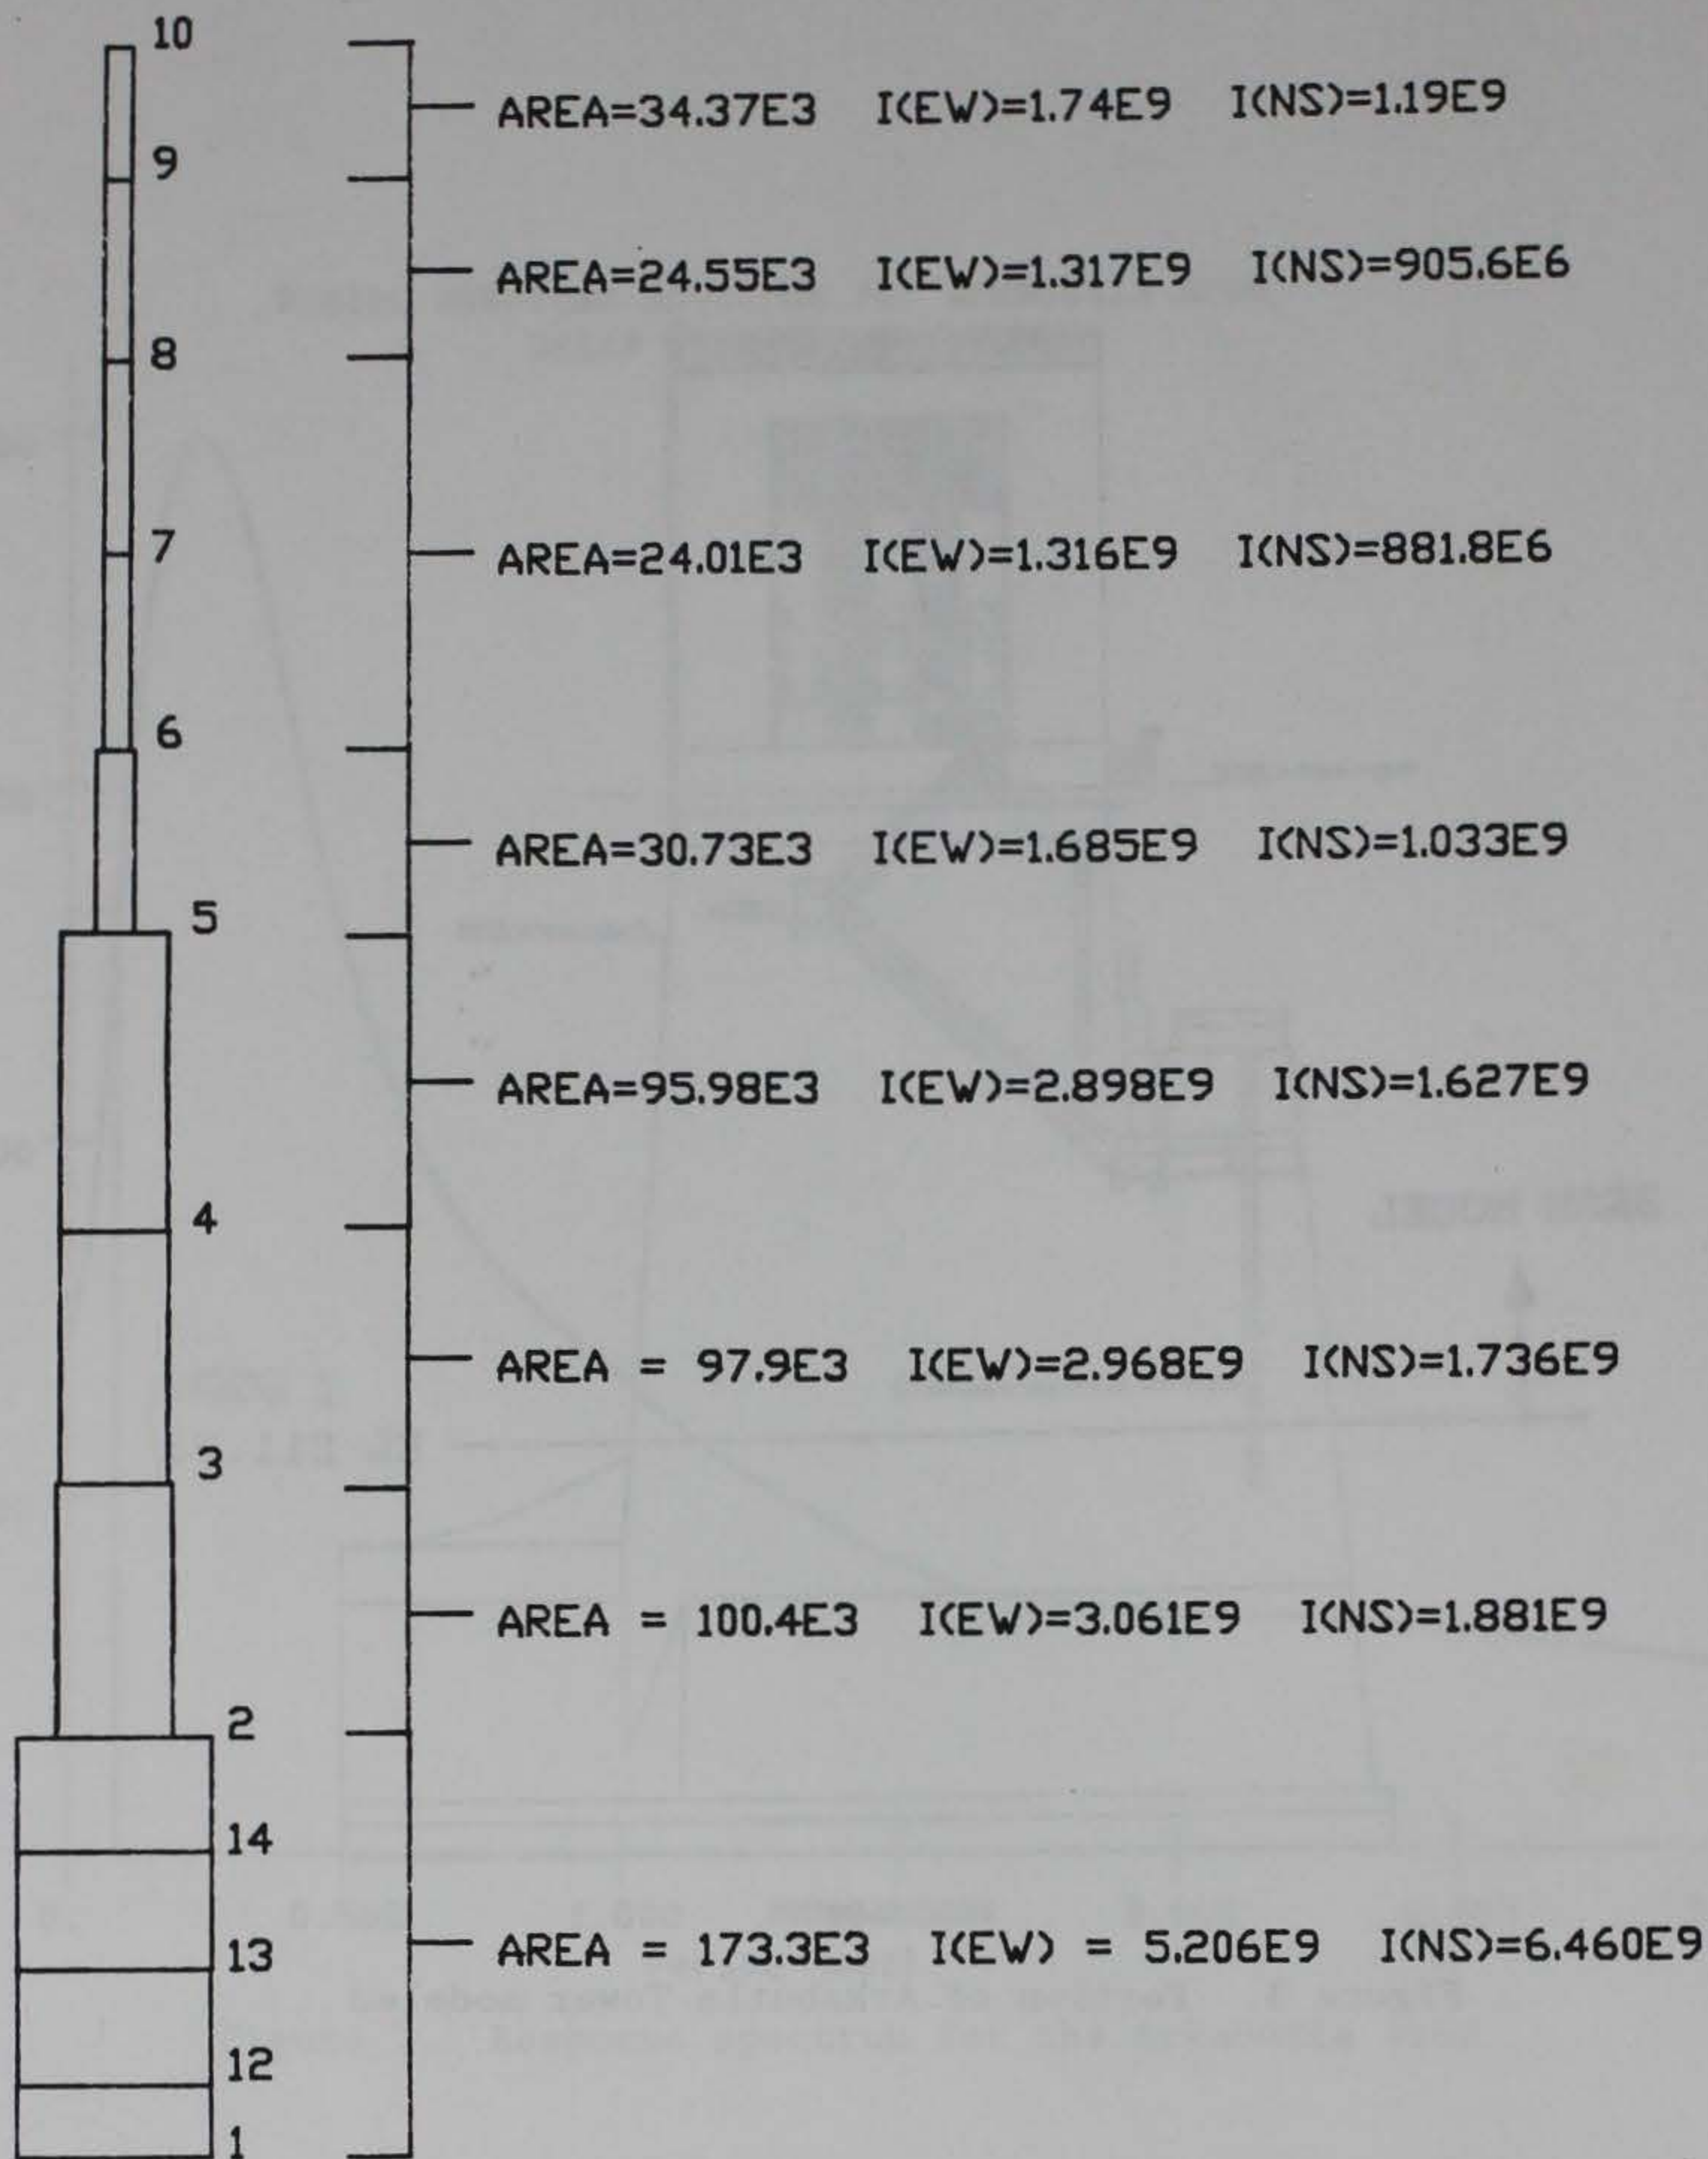 10
AREA=34.37E3 I(EW)=1.74E9 I(NS)=1.19E9
9
AREA=24.55E3 I(EW)=1.317E9 I(NS)=905.6E6
8
7
AREA=24.01E3 I(EW)=1.316E9 I(NS)=881.8E6
6
AREA=30.73E3 I(EW)=1.685E9 I(NS)=1.033E9
5
AREA=95.98E3 I(EW)=2.898E9 I(NS)=1.627E9
4
AREA = 97.9E3 I(EW)=2.968E9 I(NS)=1.736E9
3
AREA = 100.4E3 I(EW)=3.061E9 I(NS)=1.881E9
2
14
AREA = 173.3E3 I(EW) = 5.206E9 I(NS)=6.460E9
13
12
1